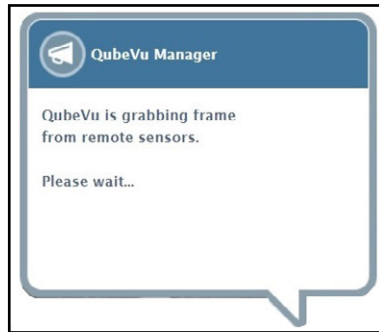 QubeVu Manager
QubeVu is grabbing frame
from remote sensors.
Please wait...